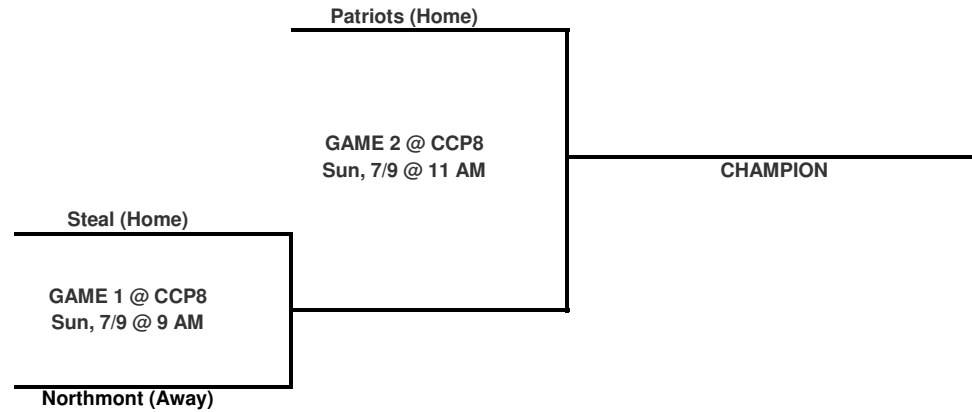 Patriots (Home)
GAME 2 @ CCP8
Sun, 7/9 @ 11 AM
CHAMPION
Steal (Home)
GAME 1 @ CCP8
Sun, 7/9 @ 9 AM
Northmont (Away)